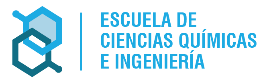 ESCUELA DE
CIENCIAS QUÍMICAS
E INGENIERÍA